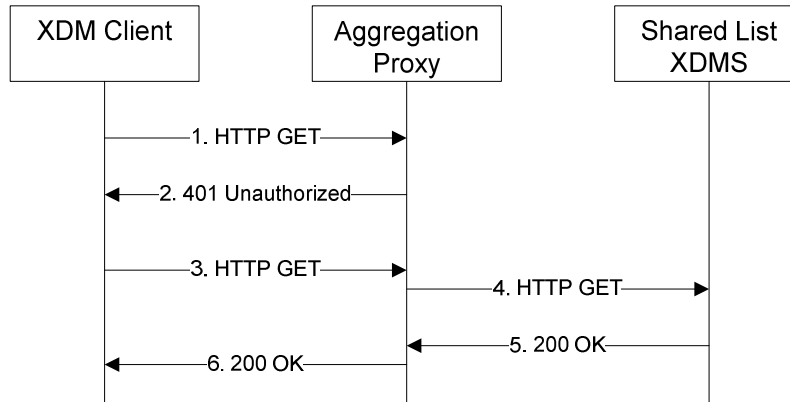 XDM Client
Aggregation
Proxy
Shared List
XDMS
1. HTTP GET
2. 401 Unauthorized
3. HTTP GET
4. HTTP GET
5. 200 OK
6. 200 OK